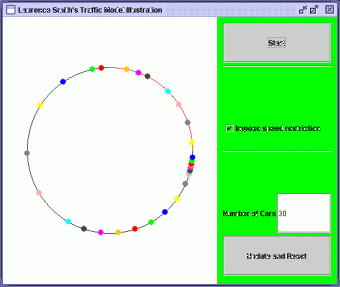 Laurence Smith's Traffic Model Illustration
Start
Impose speed restriction
Number of Cars 30
Update and Reset